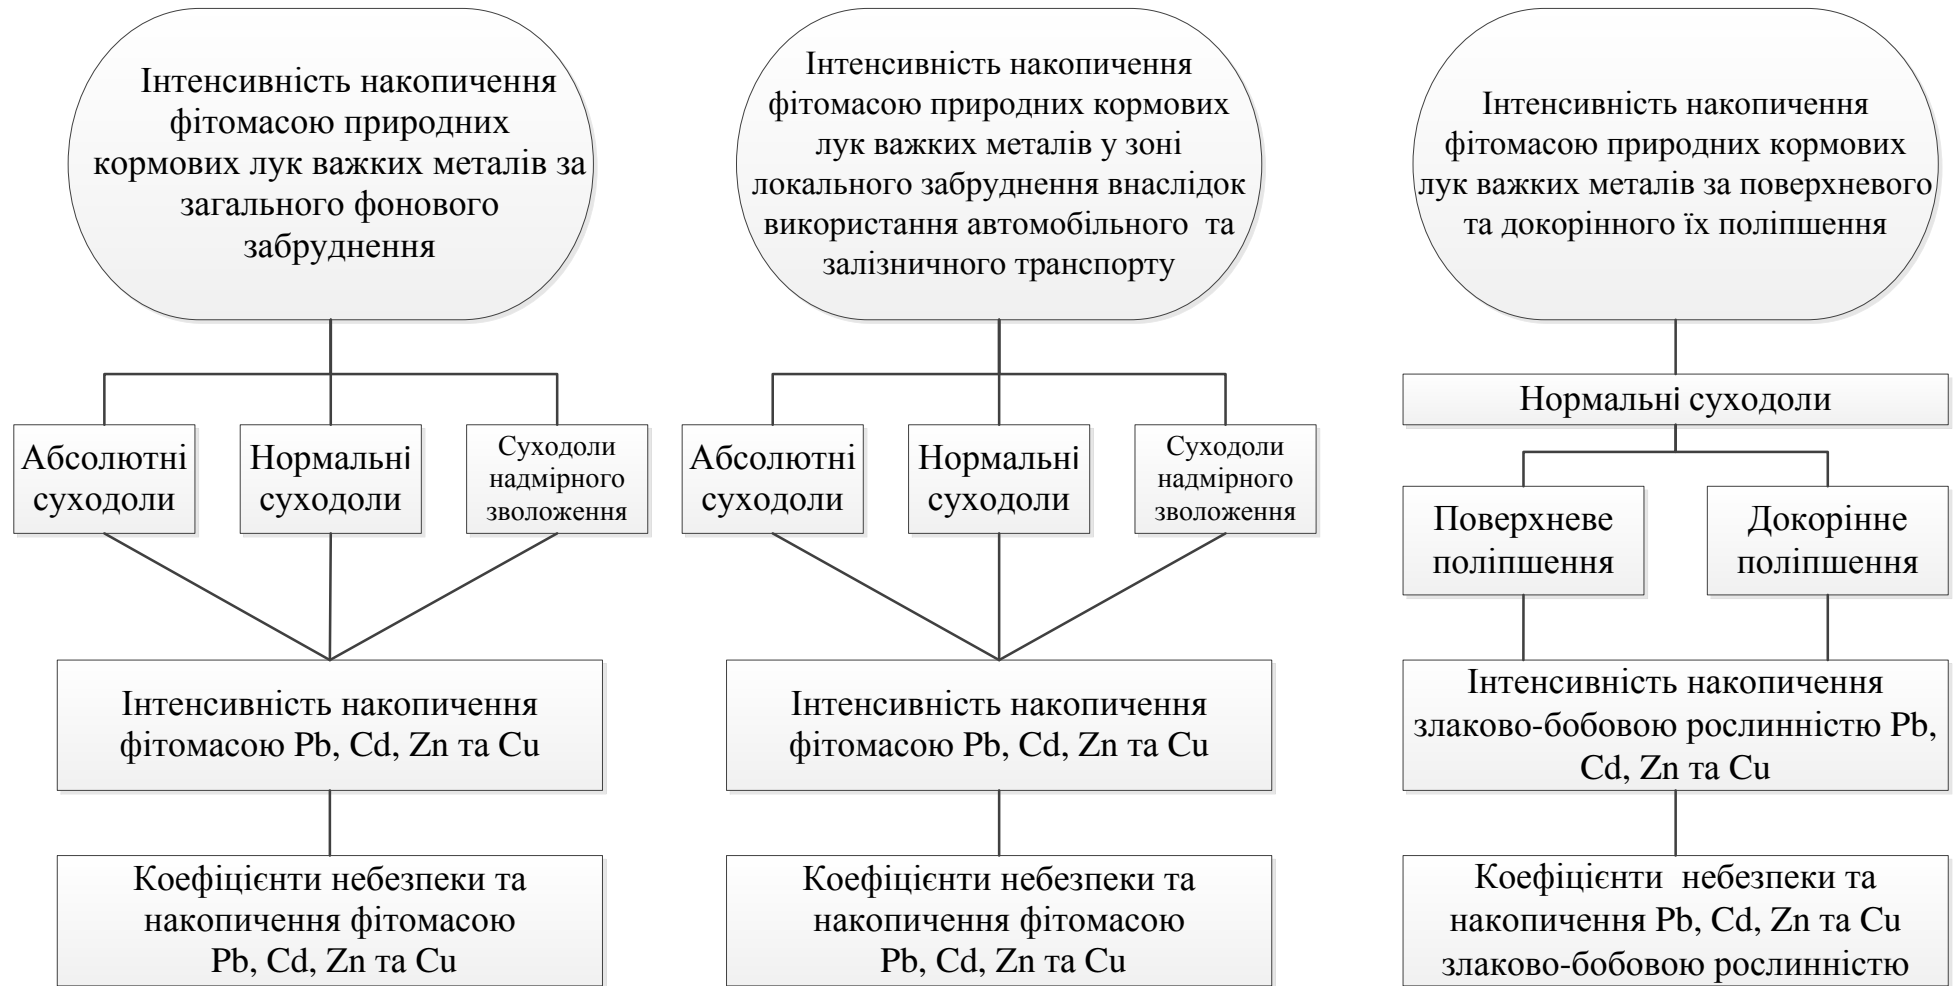 Інтенсивність накопичення
фітомасою природних
кормових лук важких металів за
загального фонового
забруднення
Інтенсивність накопичення
фітомасою природних кормових
лук важких металів у зоні
локального забруднення внаслідок
використання автомобільного та
залізничного транспорту
Інтенсивність накопичення
фітомасою природних кормових
лук важких металів за поверхневого
та докорінного їх поліпшення
Абсолютні
суходоли
Нормальні
суходоли
Суходоли
надмірного
зволоження
Абсолютні
суходоли
Нормальні
суходоли
Суходоли
надмірного
зволоження
Нормальні суходоли
Поверхневе
поліпшення
Докорінне
поліпшення
Інтенсивність накопичення
фітомасою Pb, Cd, Zn та Cu
Інтенсивність накопичення
фітомасою Pb, Cd, Zn та Cu
Інтенсивність накопичення
злаково-бобовою рослинністю Pb,
Cd, Zn та Cu
Коефіцієнти небезпеки та
накопичення фітомасою
Pb, Cd, Zn та Cu
Коефіцієнти небезпеки та
накопичення фітомасою
Pb, Cd, Zn та Cu
Коефіцієнти небезпеки та
накопичення Pb, Cd, Zn та Cu
злаково-бобовою рослинністю